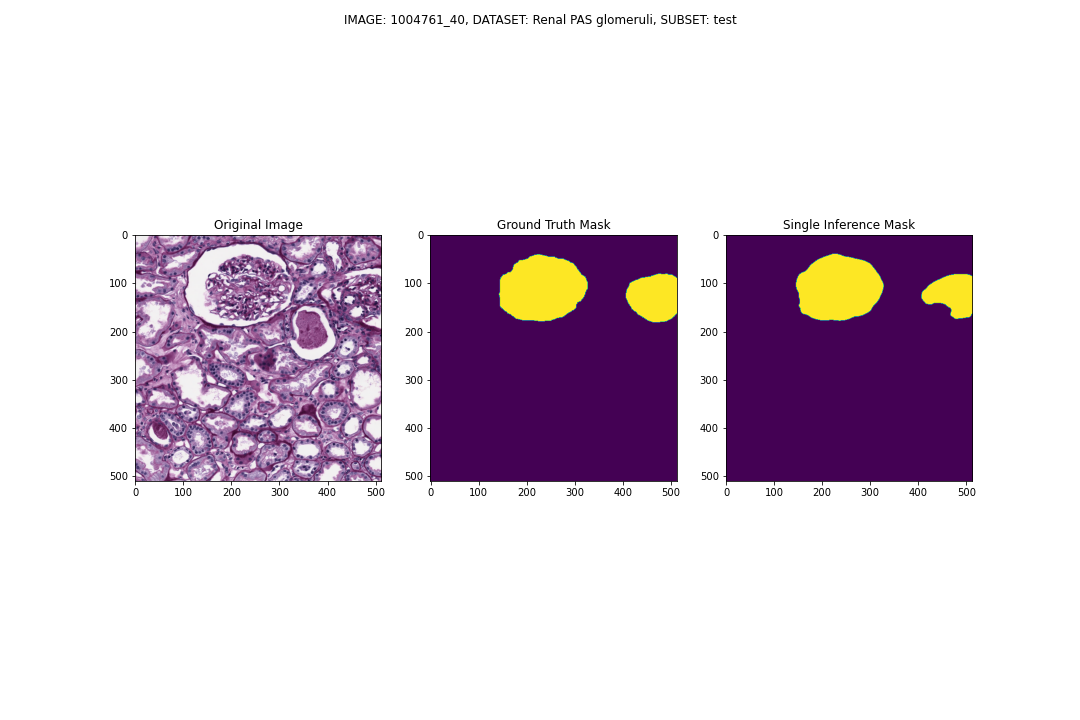 IMAGE: 1004761_40, DATASET: Renal PAS glomeruli, SUBSET: test
Original Image
Ground Truth Mask
Single Inference Mask
0
100
200
300
400
500
0 100 200 300 400 500
0
100
200
300
400
500
0 100 200 300 400 500
0
100
200
300
400
500
0 100 200 300 400 500